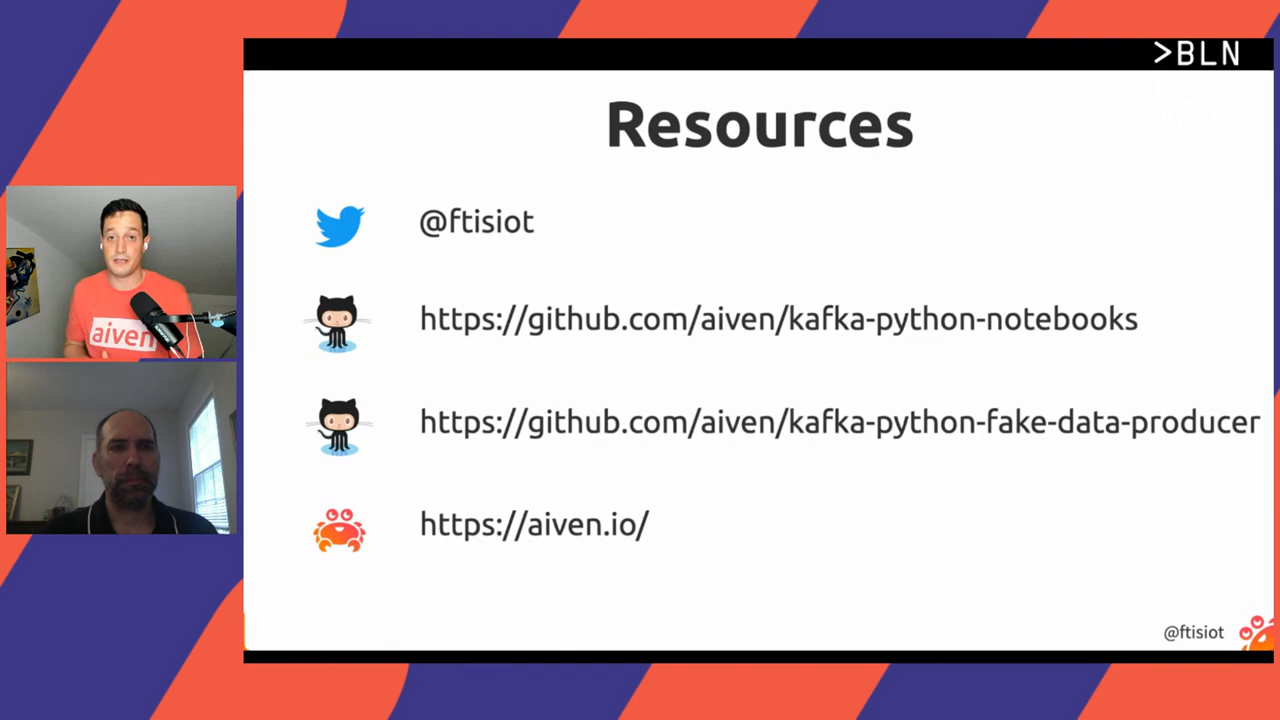 >BLN
Resources
@ftisiot
https://github.com/aiven/kafka-python-notebooks
https://github.com/aiven/kafka-python-fake-data-producer
https://aiven.io/
@ftisiot
aiven